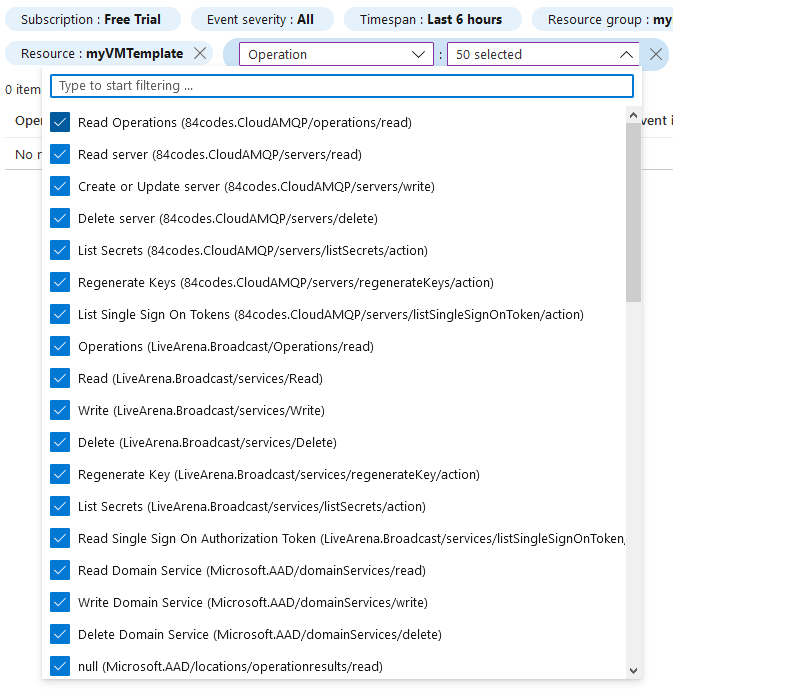 Subscription : Free Trial Event severity : All Timespan : Last 6 hours Resource group : my
Resource : myVMTemplate Operation : 50 selected
0 item
Type to start filtering ...
Ope
vent i
Read Operations (84codes.CloudAMQP/operations/read)
No r
Read server (84codes.CloudAMQP/servers/read)
Create or Update server (84codes.CloudAMQP/servers/write)
Delete server (84codes.CloudAMQP/servers/delete)
List Secrets (84codes.CloudAMQP/servers/listSecrets/action)
Regenerate Keys (84codes.CloudAMQP/servers/regenerateKeys/action)
List Single Sign On Tokens (84codes.CloudAMQP/servers/listSingleSignOnToken/action)
Operations (LiveArena.Broadcast/Operations/read)
Read (LiveArena.Broadcast/services/Read)
Write (LiveArena.Broadcast/services/Write)
Delete (LiveArena.Broadcast/services/Delete)
Regenerate Key (LiveArena.Broadcast/services/regenerateKey/action)
List Secrets (LiveArena.Broadcast/services/listSecrets/action)
Read Single Sign On Authorization Token (LiveArena.Broadcast/services/listSingleSignOnToken,
Read Domain Service (Microsoft.AAD/domainServices/read)
Write Domain Service (Microsoft.AAD/domainServices/write)
Delete Domain Service (Microsoft.AAD/domainServices/delete)
null (Microsoft.AAD/locations/operationresults/read)